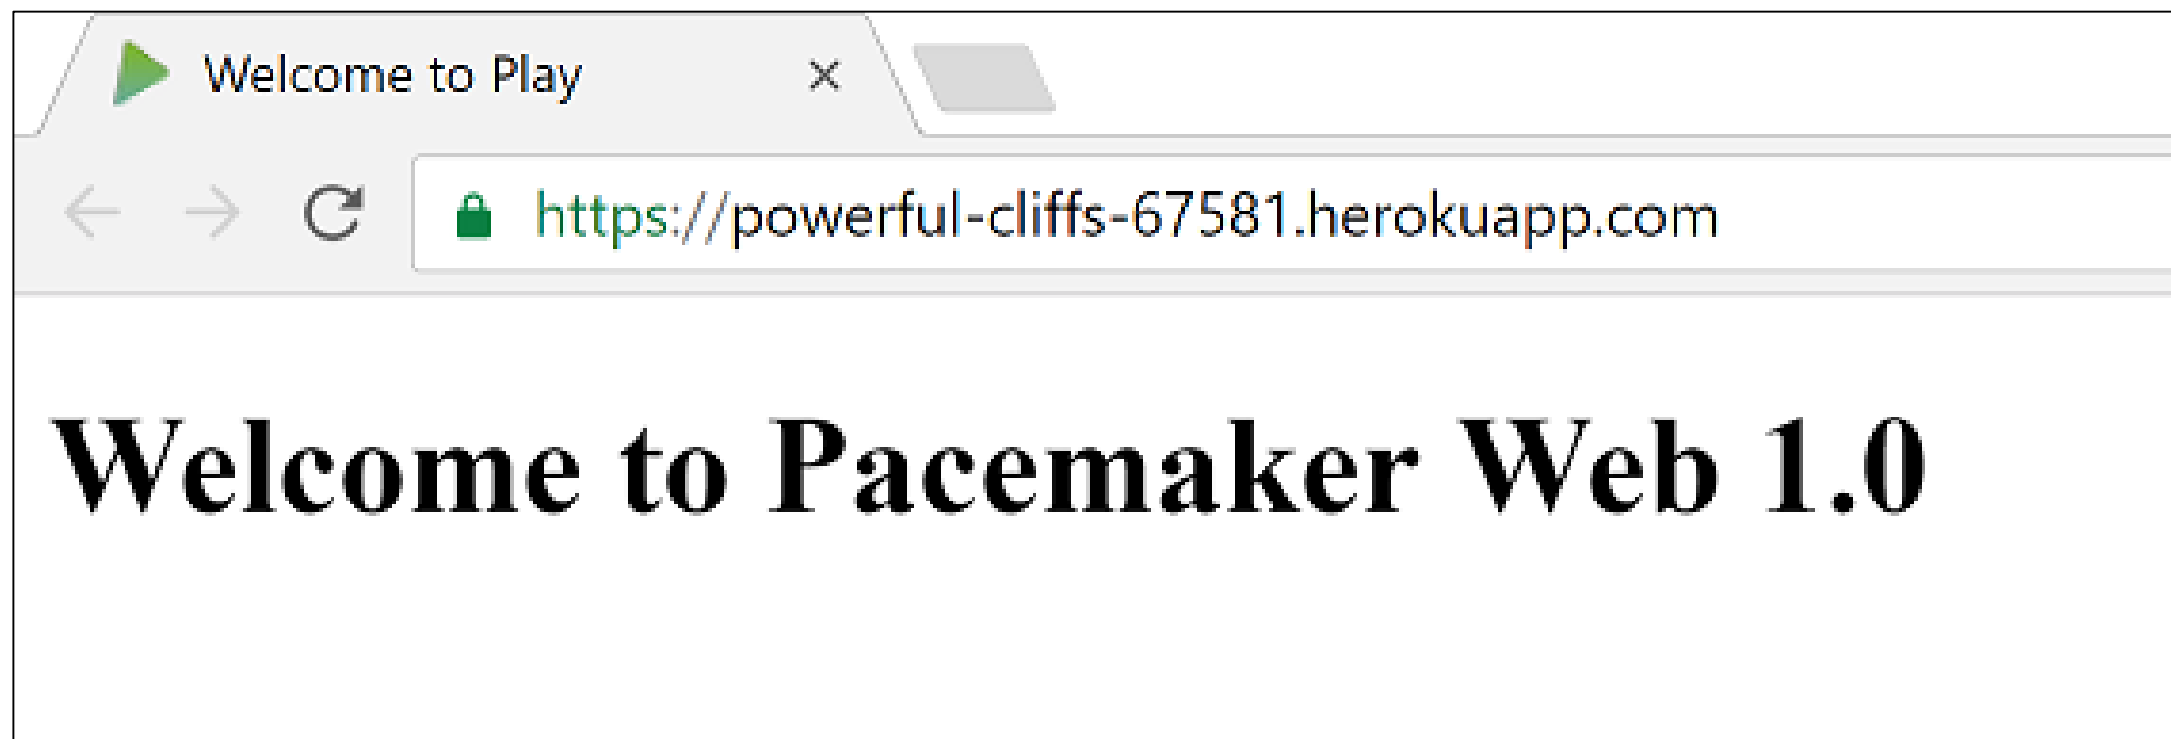 Welcome to Play
https://powerful-cliffs-67581.herokuapp.com
Welcome to Pacemaker Web 1.0